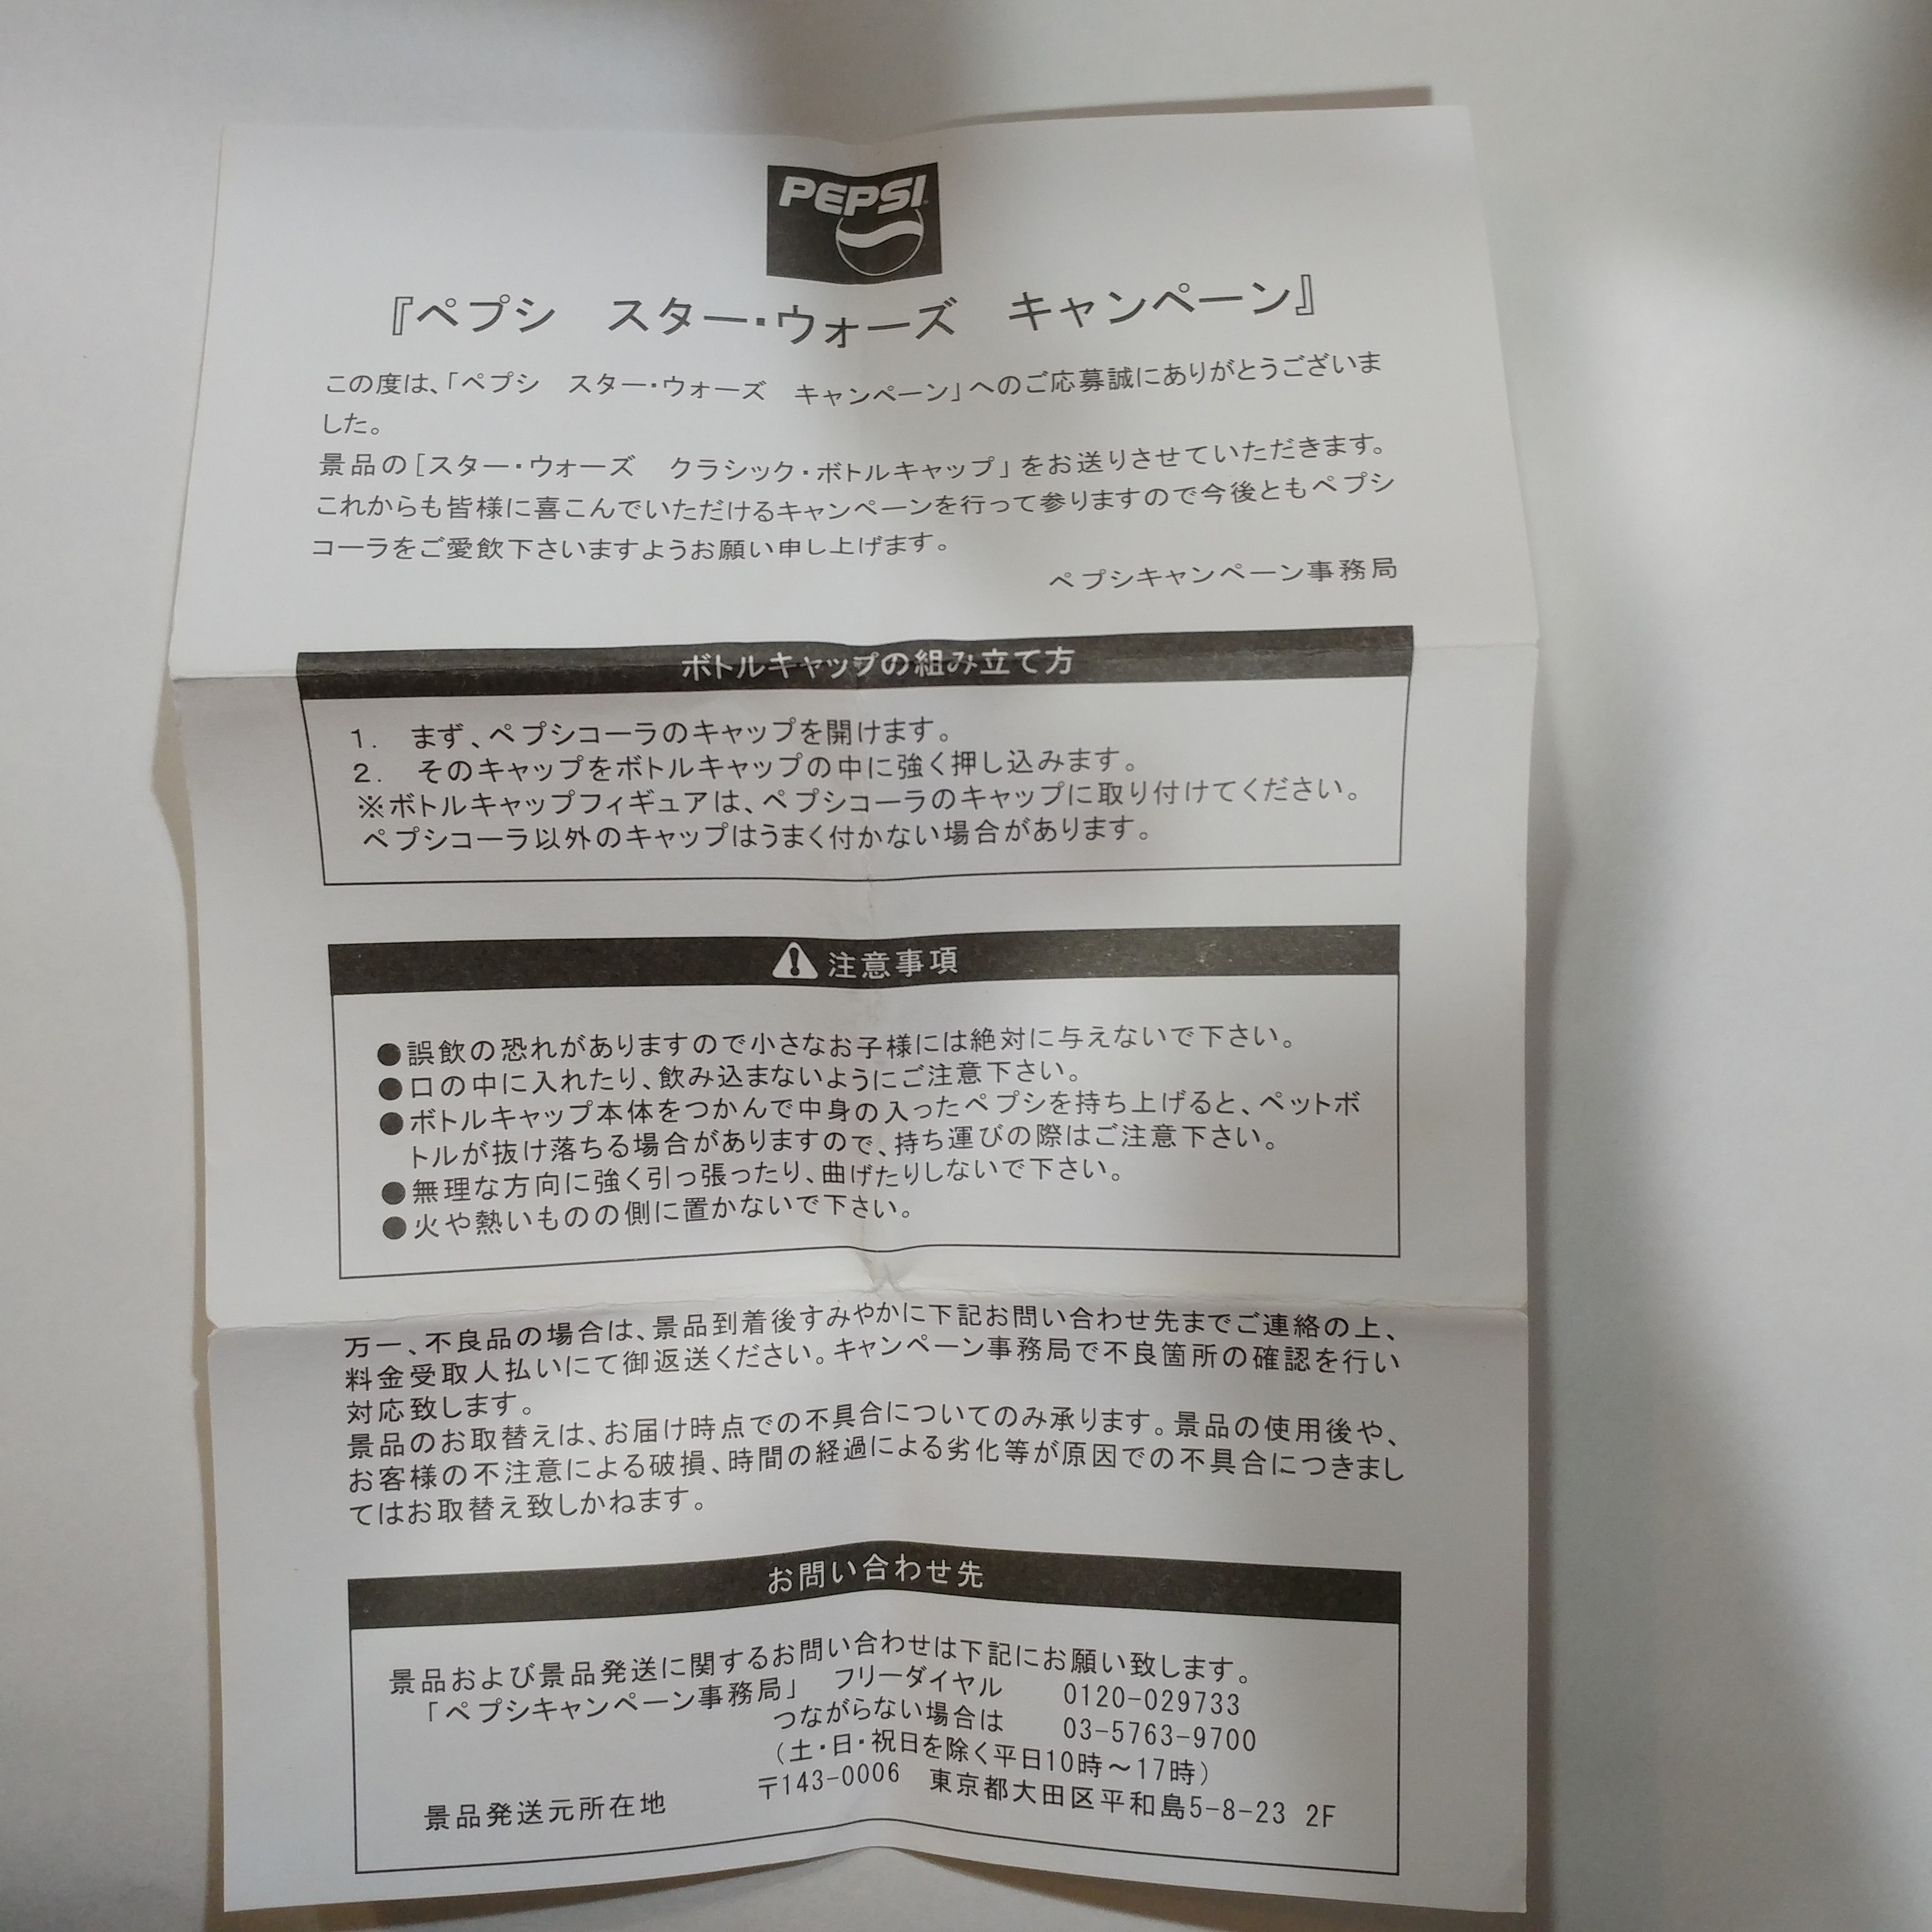 PEPSI
『ペプシ　スター・ウォーズ　キャンペーン』
この度は、「ペプシ　スター・ウォーズ　キャンペーン」へのご応募誠にありがとうございま
した。
景品の［スター・ウォーズ　クラシック・ボトルキャップ」をお送りさせていただきます。
これからも皆様に喜こんでいただけるキャンペーンを行って参りますので今後ともペプシ
コーラをご愛飲下さいますようお願い申し上げます。
ペプシキャンペーン事務局
ボトルキャップの組み立て方
1.　まず、ペプシコーラのキャップを開けます。
2.　そのキャップをボトルキャップの中に強く押し込みます。
※ボトルキャップフィギュアは、ペプシコーラのキャップに取り付けてください。
ペプシコーラ以外のキャップはうまく付かない場合があります。
注意事項
●誤飲の恐れがありますので小さなお子様には絶対に与えないで下さい。
●口の中に入れたり、飲み込まないようにご注意下さい。
●ボトルキャップ本体をつかんで中身の入ったペプシを持ち上げると、ペットボ
トルが抜け落ちる場合がありますので、持ち運びの際はご注意下さい。
●無理な方向に強く引っ張ったり、曲げたりしないで下さい。
●火や熱いものの側に置かないで下さい。
万一、不良品の場合は、景品到着後すみやかに下記お問い合わせ先までご連絡の上、
料金受取人払いにて御返送ください。キャンペーン事務局で不良箇所の確認を行い
対応致します。
景品のお取替えは、お届け時点での不具合についてのみ承ります。景品の使用後や、
お客様の不注意による破損、時間の経過による劣化等が原因での不具合につきまし
てはお取替え致しかねます。
お問い合わせ先
景品および景品発送に関するお問い合わせは下記にお願い致します。
「ペプシキャンペーン事務局」　フリーダイヤル　0120-029733
つながらない場合は　03-5763-9700
（土・日・祝日を除く平日10時～17時）
景品発送元所在地　〒143-0006　東京都大田区平和島5-8-23 2F